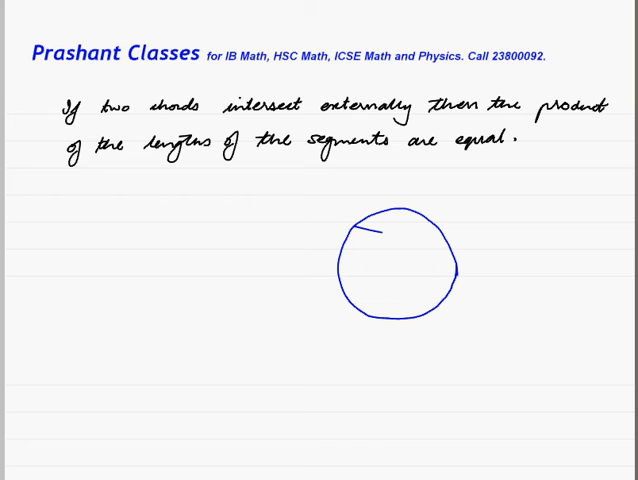 Prashant Classes for IB Math, HSC Math, ICSE Math and Physics. Call 23800092.
If two chords intersect externally then the product
of the lengths of the segments are equal.